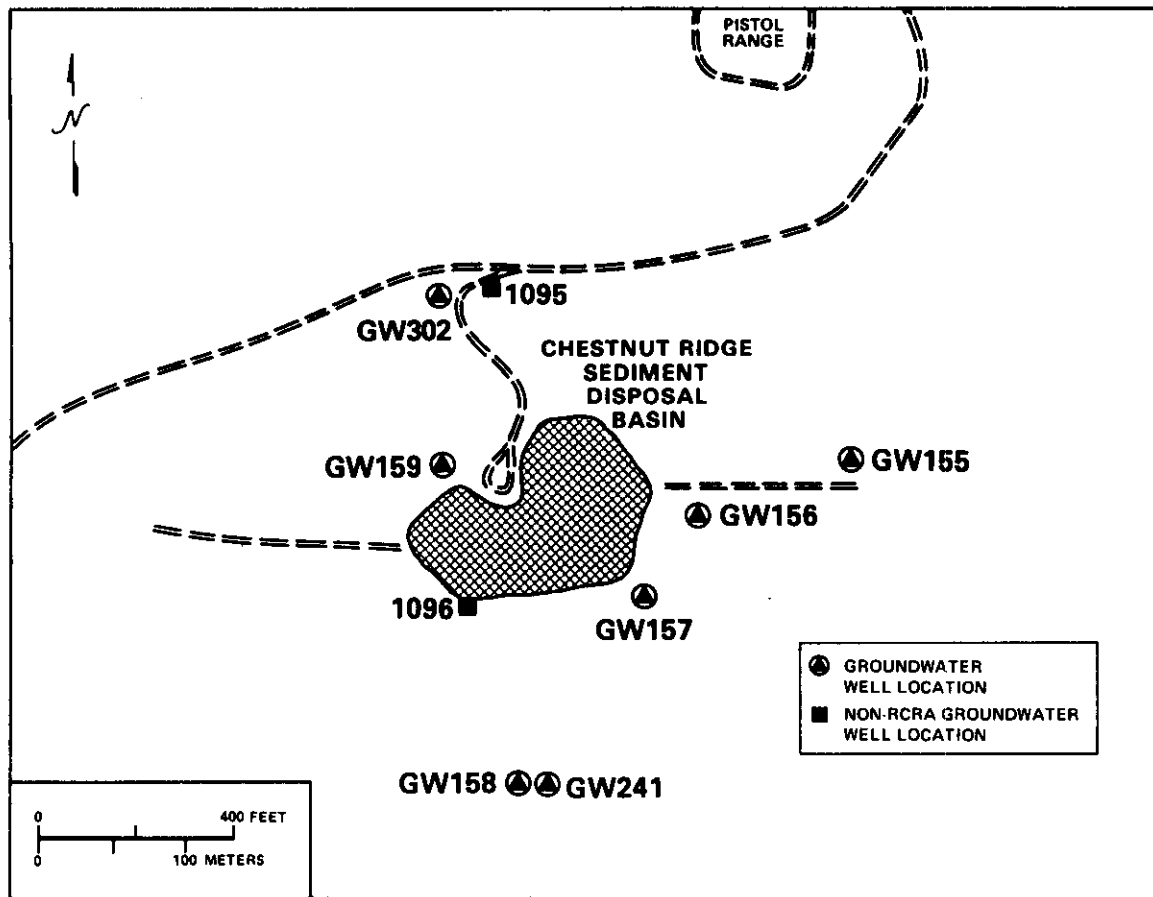 PISTOL
RANGE
N
1095
GW302
CHESTNUT RIDGE
SEDIMENT
DISPOSAL
BASIN
GW159
GW155
GW156
1096
GW157
GROUNDWATER
WELL LOCATION
NON-RCRA GROUNDWATER
WELL LOCATION
GW158
GW241
0
400 FEET
0
100 METERS